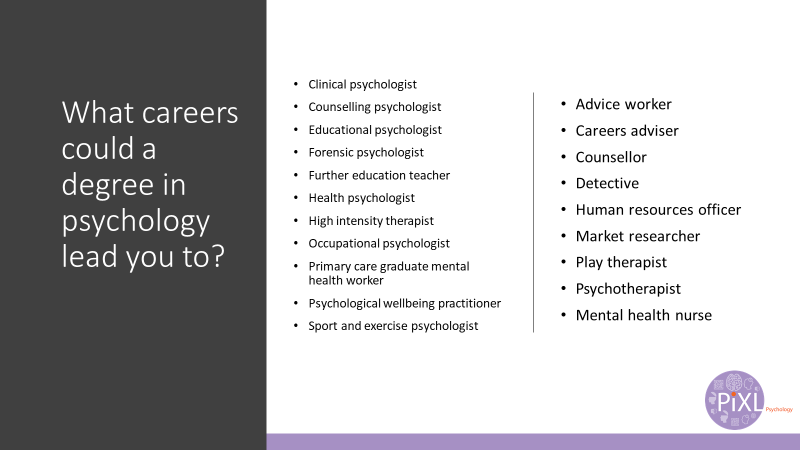 What careers
could a
degree in
psychology
lead you to?
• Clinical psychologist
• Counselling psychologist
• Educational psychologist
• Forensic psychologist
• Further education teacher
• Health psychologist
• High intensity therapist
• Occupational psychologist
• Primary care graduate mental
health worker
• Psychological wellbeing practitioner
• Sport and exercise psychologist
• Advice worker
• Careers adviser
• Counsellor
• Detective
• Human resources officer
• Market researcher
• Play therapist
• Psychotherapist
• Mental health nurse
PiXL Psychology